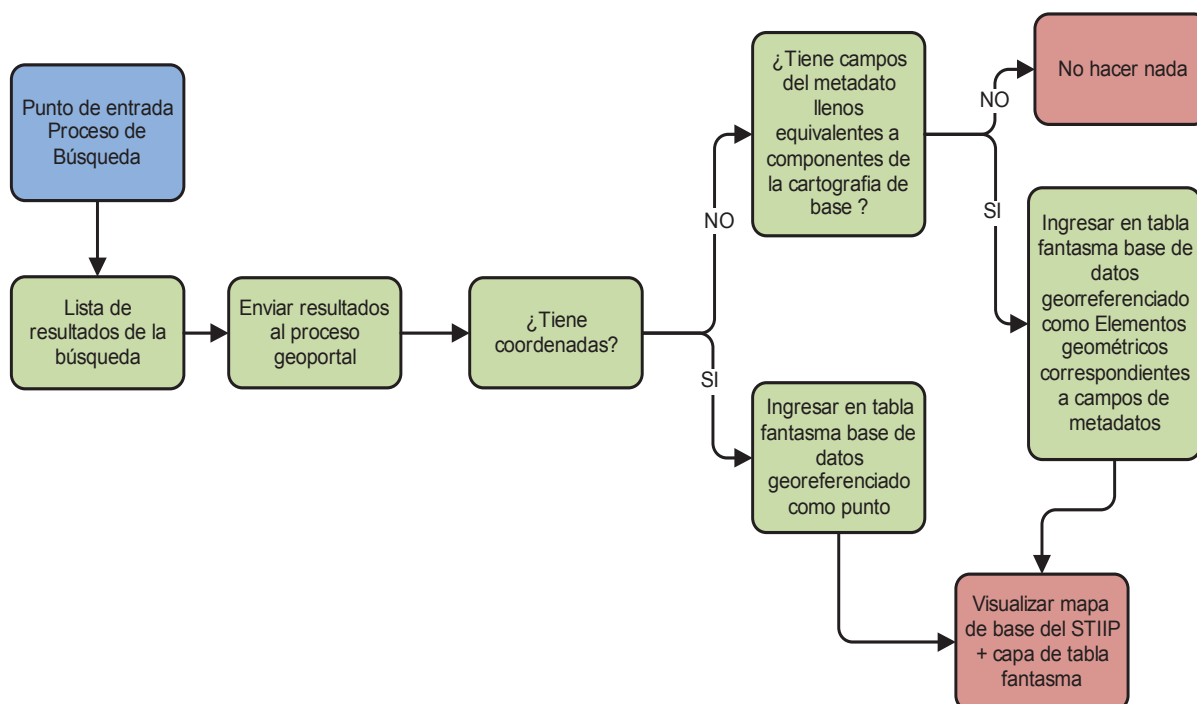 Punto de entrada
Proceso de
Búsqueda
Lista de
resultados de la
búsqueda
Enviar resultados
al proceso
geoportal
¿Tiene
coordenadas?
NO
SI
¿Tiene campos
del metadato
llenos
equivalentes a
componentes de
la cartografia de
base ?
Ingresar en tabla
fantasma base de
datos
georeferenciado
como punto
NO
SI
No hacer nada
Ingresar en tabla
fantasma base de
datos
georreferenciado
como Elementos
geométricos
correspondientes
a campos de
metadatos
Visualizar mapa
de base del STIIP
+ capa de tabla
fantasma